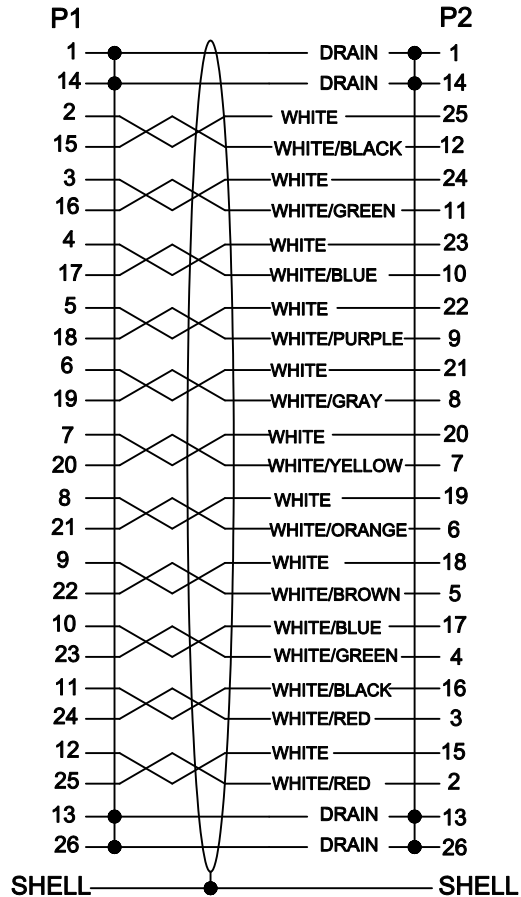 P1 P2
1 DRAIN 1
14 DRAIN 14
2 WHITE 25
15 WHITE/BLACK 12
3 WHITE 24
16 WHITE/GREEN 11
4 WHITE 23
17 WHITE/BLUE 10
5 WHITE 22
18 WHITE/PURPLE 9
6 WHITE 21
19 WHITE/GRAY 8
7 WHITE 20
20 WHITE/YELLOW 7
8 WHITE 19
21 WHITE/ORANGE 6
9 WHITE 18
22 WHITE/BROWN 5
10 WHITE/BLUE 17
23 WHITE/GREEN 4
11 WHITE/BLACK 16
24 WHITE/RED 3
12 WHITE 15
25 WHITE/RED 2
13 DRAIN 13
26 DRAIN 26
SHELL SHELL